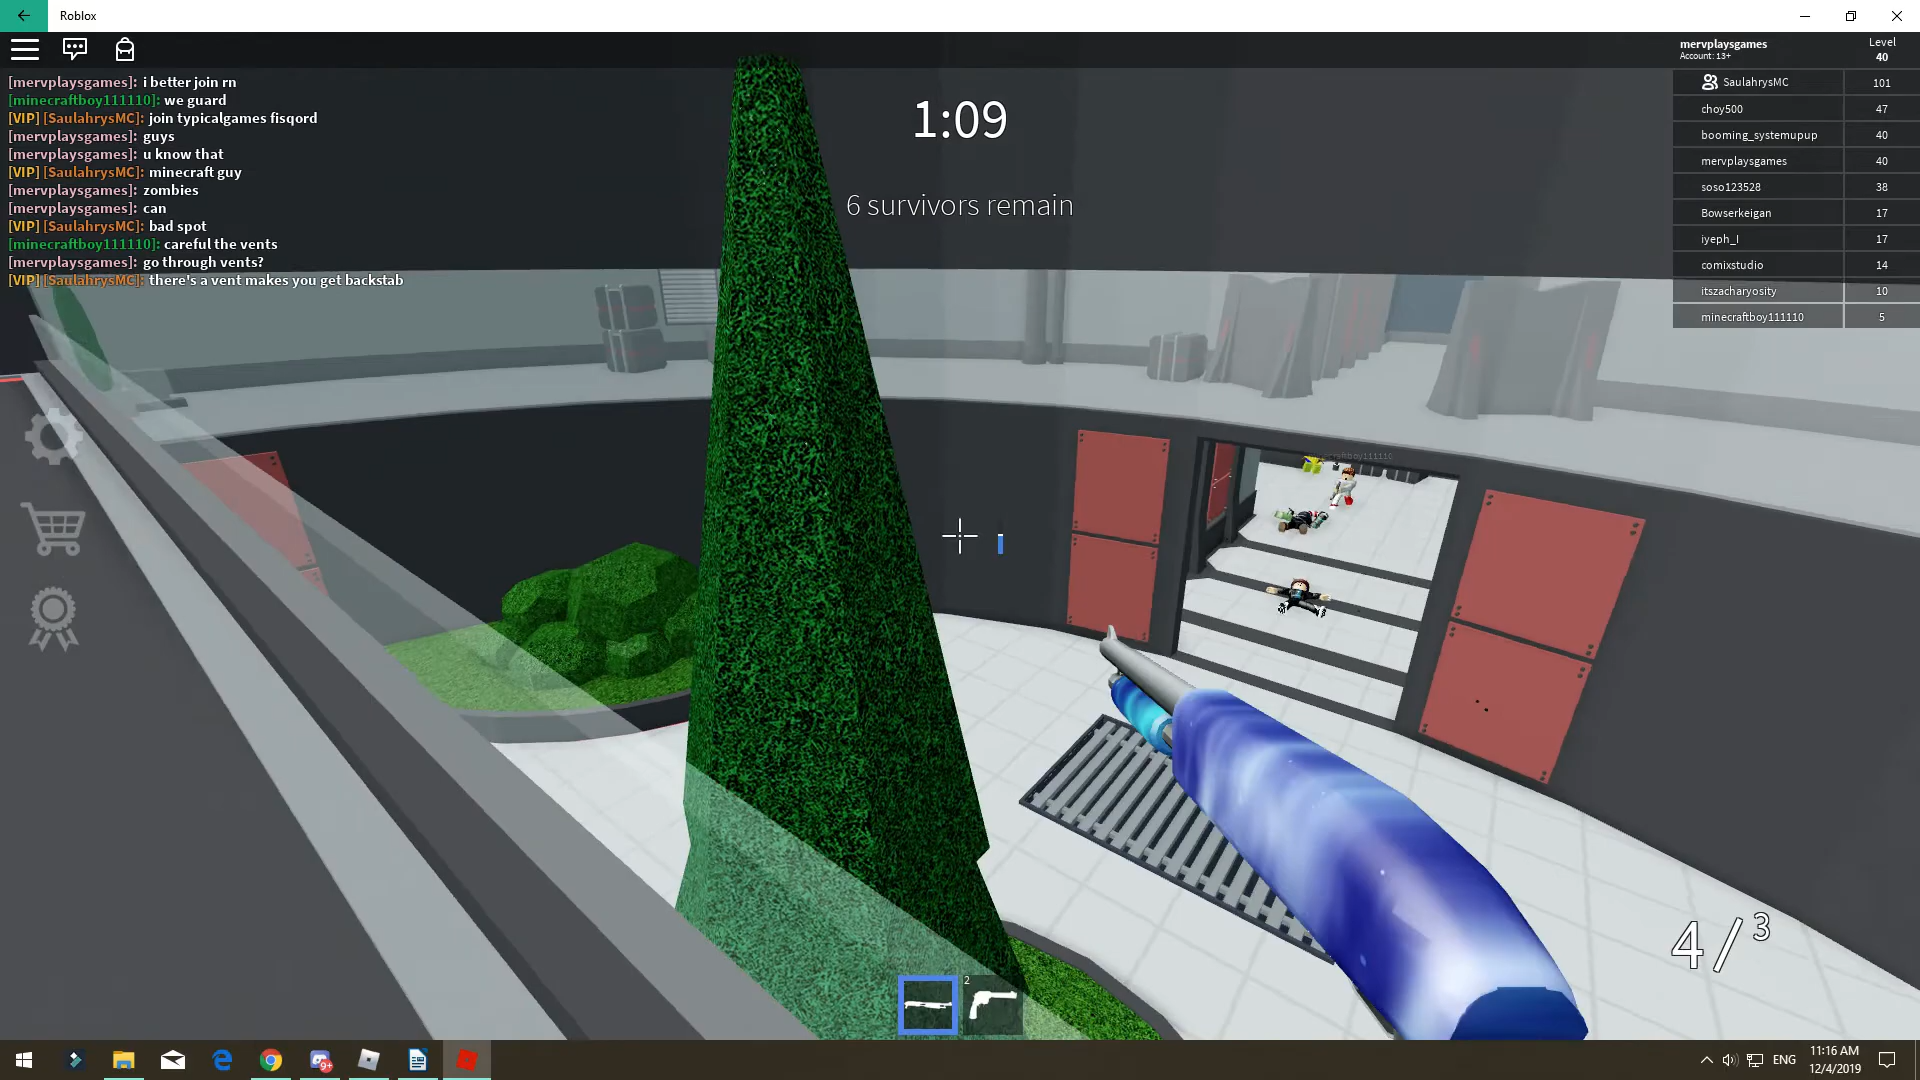 Roblox
[mervplaysgames]: i better join rn
[minecraftboy111110]: we guard
[VIP] [SaulahrysMC]: join typicalgames fisqord
[mervplaysgames]: guys
[mervplaysgames]: u know that
[VIP] [SaulahrysMC]: minecraft guy
[mervplaysgames]: zombies
[mervplaysgames]: can
[VIP] [SaulahrysMC]: bad spot
[minecraftboy111110]: careful the vents
[mervplaysgames]: go through vents?
[VIP] [SaulahrysMC]: there's a vent makes you get backstab
1:09
6 survivors remain
mervplaysgames
Account: 13+
Level
40
SaulahrysMC 101
choy500 47
booming_systemupup 40
mervplaysgames 40
soso123528 38
Bowserkeigan 17
iyeph_I 17
comixstudio 14
itszacharyosity 10
minecraftboy111110 5
4/3
2
9+
ENG
11:16 AM
12/4/2019